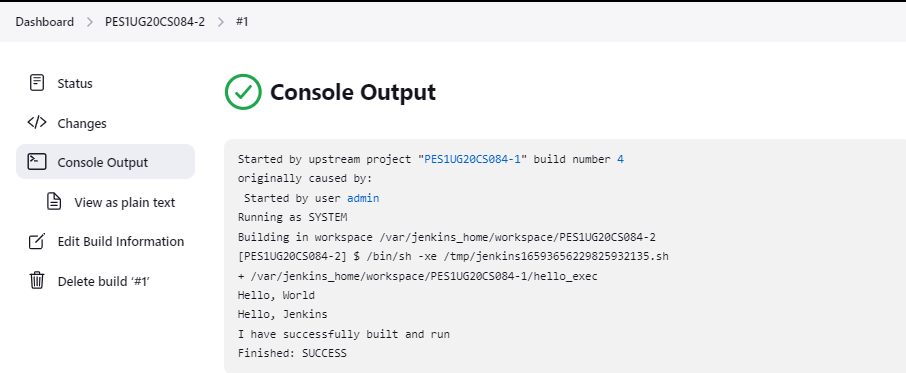 Dashboard > PES1UG20CS084-2 > #1
Status
Changes
Console Output
View as plain text
Edit Build Information
Delete build ‘#1’
Console Output
Started by upstream project "PES1UG20CS084-1" build number 4
originally caused by:
Started by user admin
Running as SYSTEM
Building in workspace /var/jenkins_home/workspace/PES1UG20CS084-2
[PES1UG20CS084-2] $ /bin/sh -xe /tmp/jenkins16593656229825932135.sh
+ /var/jenkins_home/workspace/PES1UG20CS084-1/hello_exec
Hello, World
Hello, Jenkins
I have successfully built and run
Finished: SUCCESS